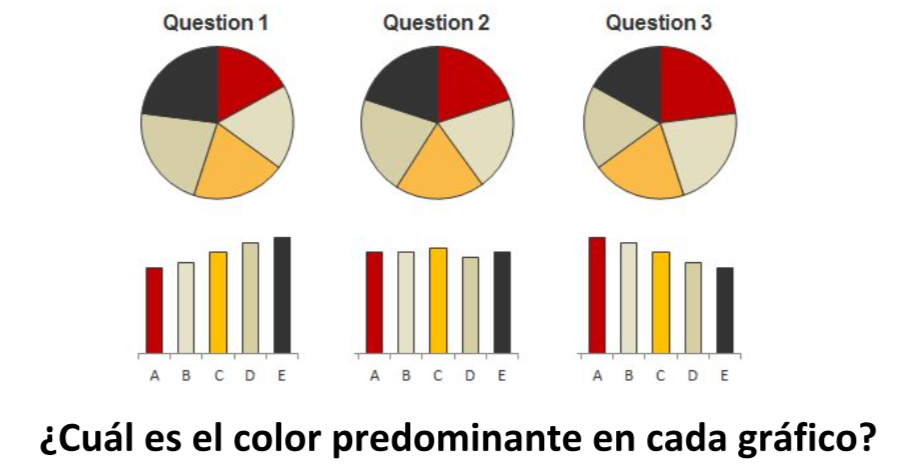 Question 1 Question 2 Question 3
A B C D E A B C D E A B C D E
¿Cuál es el color predominante en cada gráfico?